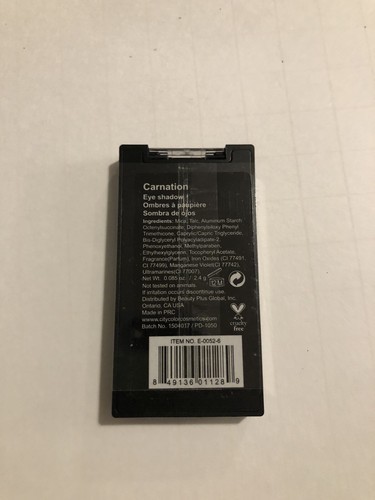 Carnation
Eye shadow /
Ombres à paupière
Sombra de ojos
Ingredients: Mica, Talc, Aluminum Starch
Octenylsuccinate, Diphenylsiloxy Phenyl
Trimethicone, Caprylic/Capric Triglyceride,
Bis-Diglyceryl Polyacyladipate-2
Phenoxyethanol, Methylparaben,
Ethylhexylglycerin, Tocopheryl Acetate,
Fragrance(Parfum), Iron Oxides (CI 77491,
CI 77499), Manganese Violet(CI 77742),
Ultramarines(CI 77007).
Net Wt. 0.085 oz. / 2.4 g
Not tested on animals
If irritation occurs discontinue use.
Distributed by Beauty Plus Global, Inc.
Ontario, CA USA
Made in PRC
www.citycolorcosmetics.com
Batch No. 1504017 / PD-1050
12M
cruelty
free
ITEM NO. E-0052-6
8 49136 01128 9